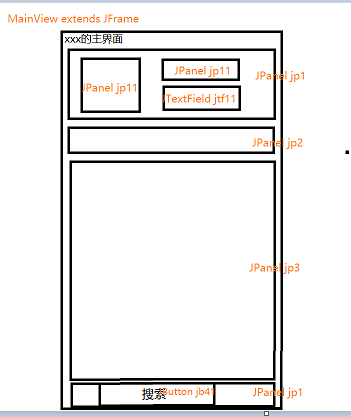 MainView extends JFrame
xxx的主界面
JPanel jp11
JPanel jp11
JPanel jp1
JTextField jtf11
JPanel jp2
JPanel jp3
搜索
Button jb41
JPanel jp1